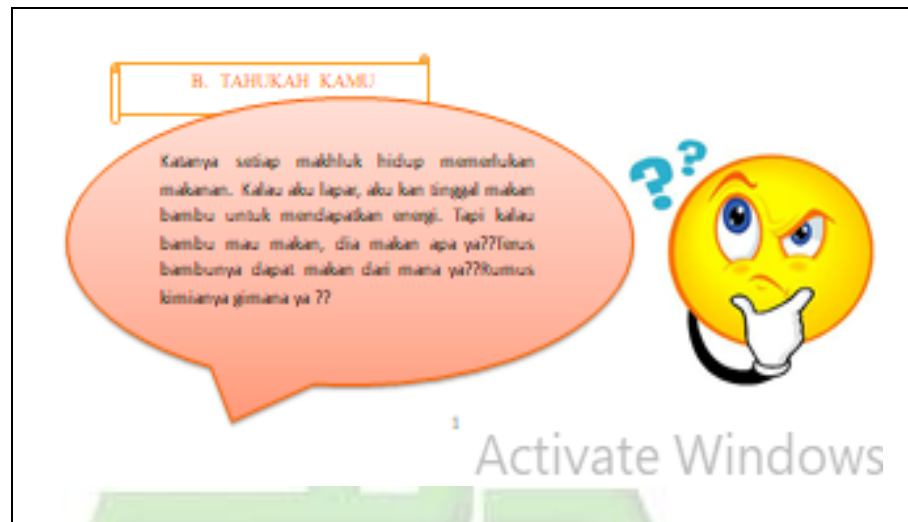 B. TAHUKAH KAMU
Katanya setiap makhluk hidup memerlukan
makanan. Kalau aku lapar, aku kan tinggal makan
bambu untuk mendapatkan energi. Tapi kalau
bambu mau makan, dia makan apa ya??Terus
bambunya dapat makan dari mana ya??Rumus
kimianya gimana ya ??
??
1
Activate Windows